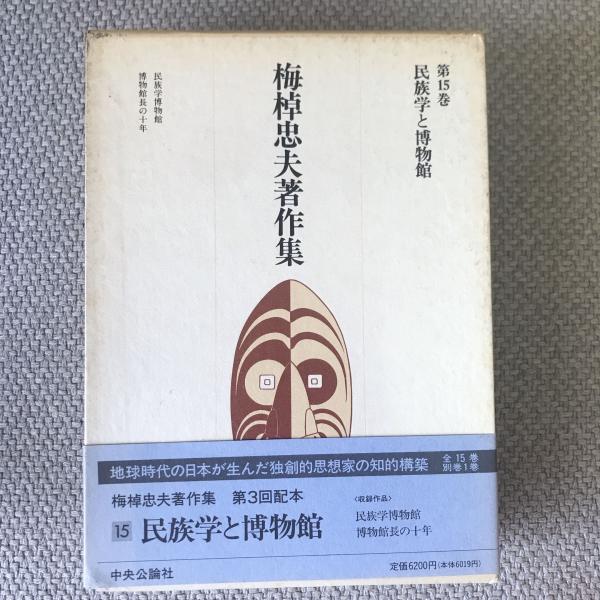 第15巻
民族学と博物館
梅棹忠夫著作集
民族学博物館
博物館長の十年
地球時代の日本が生んだ独創的思想家の知的構築
全15巻
別巻1巻
梅棹忠夫著作集 第3回配本
〈収録作品〉
15 民族学と博物館
民族学博物館
博物館長の十年
中央公論社
定価6200円(本体6019円)